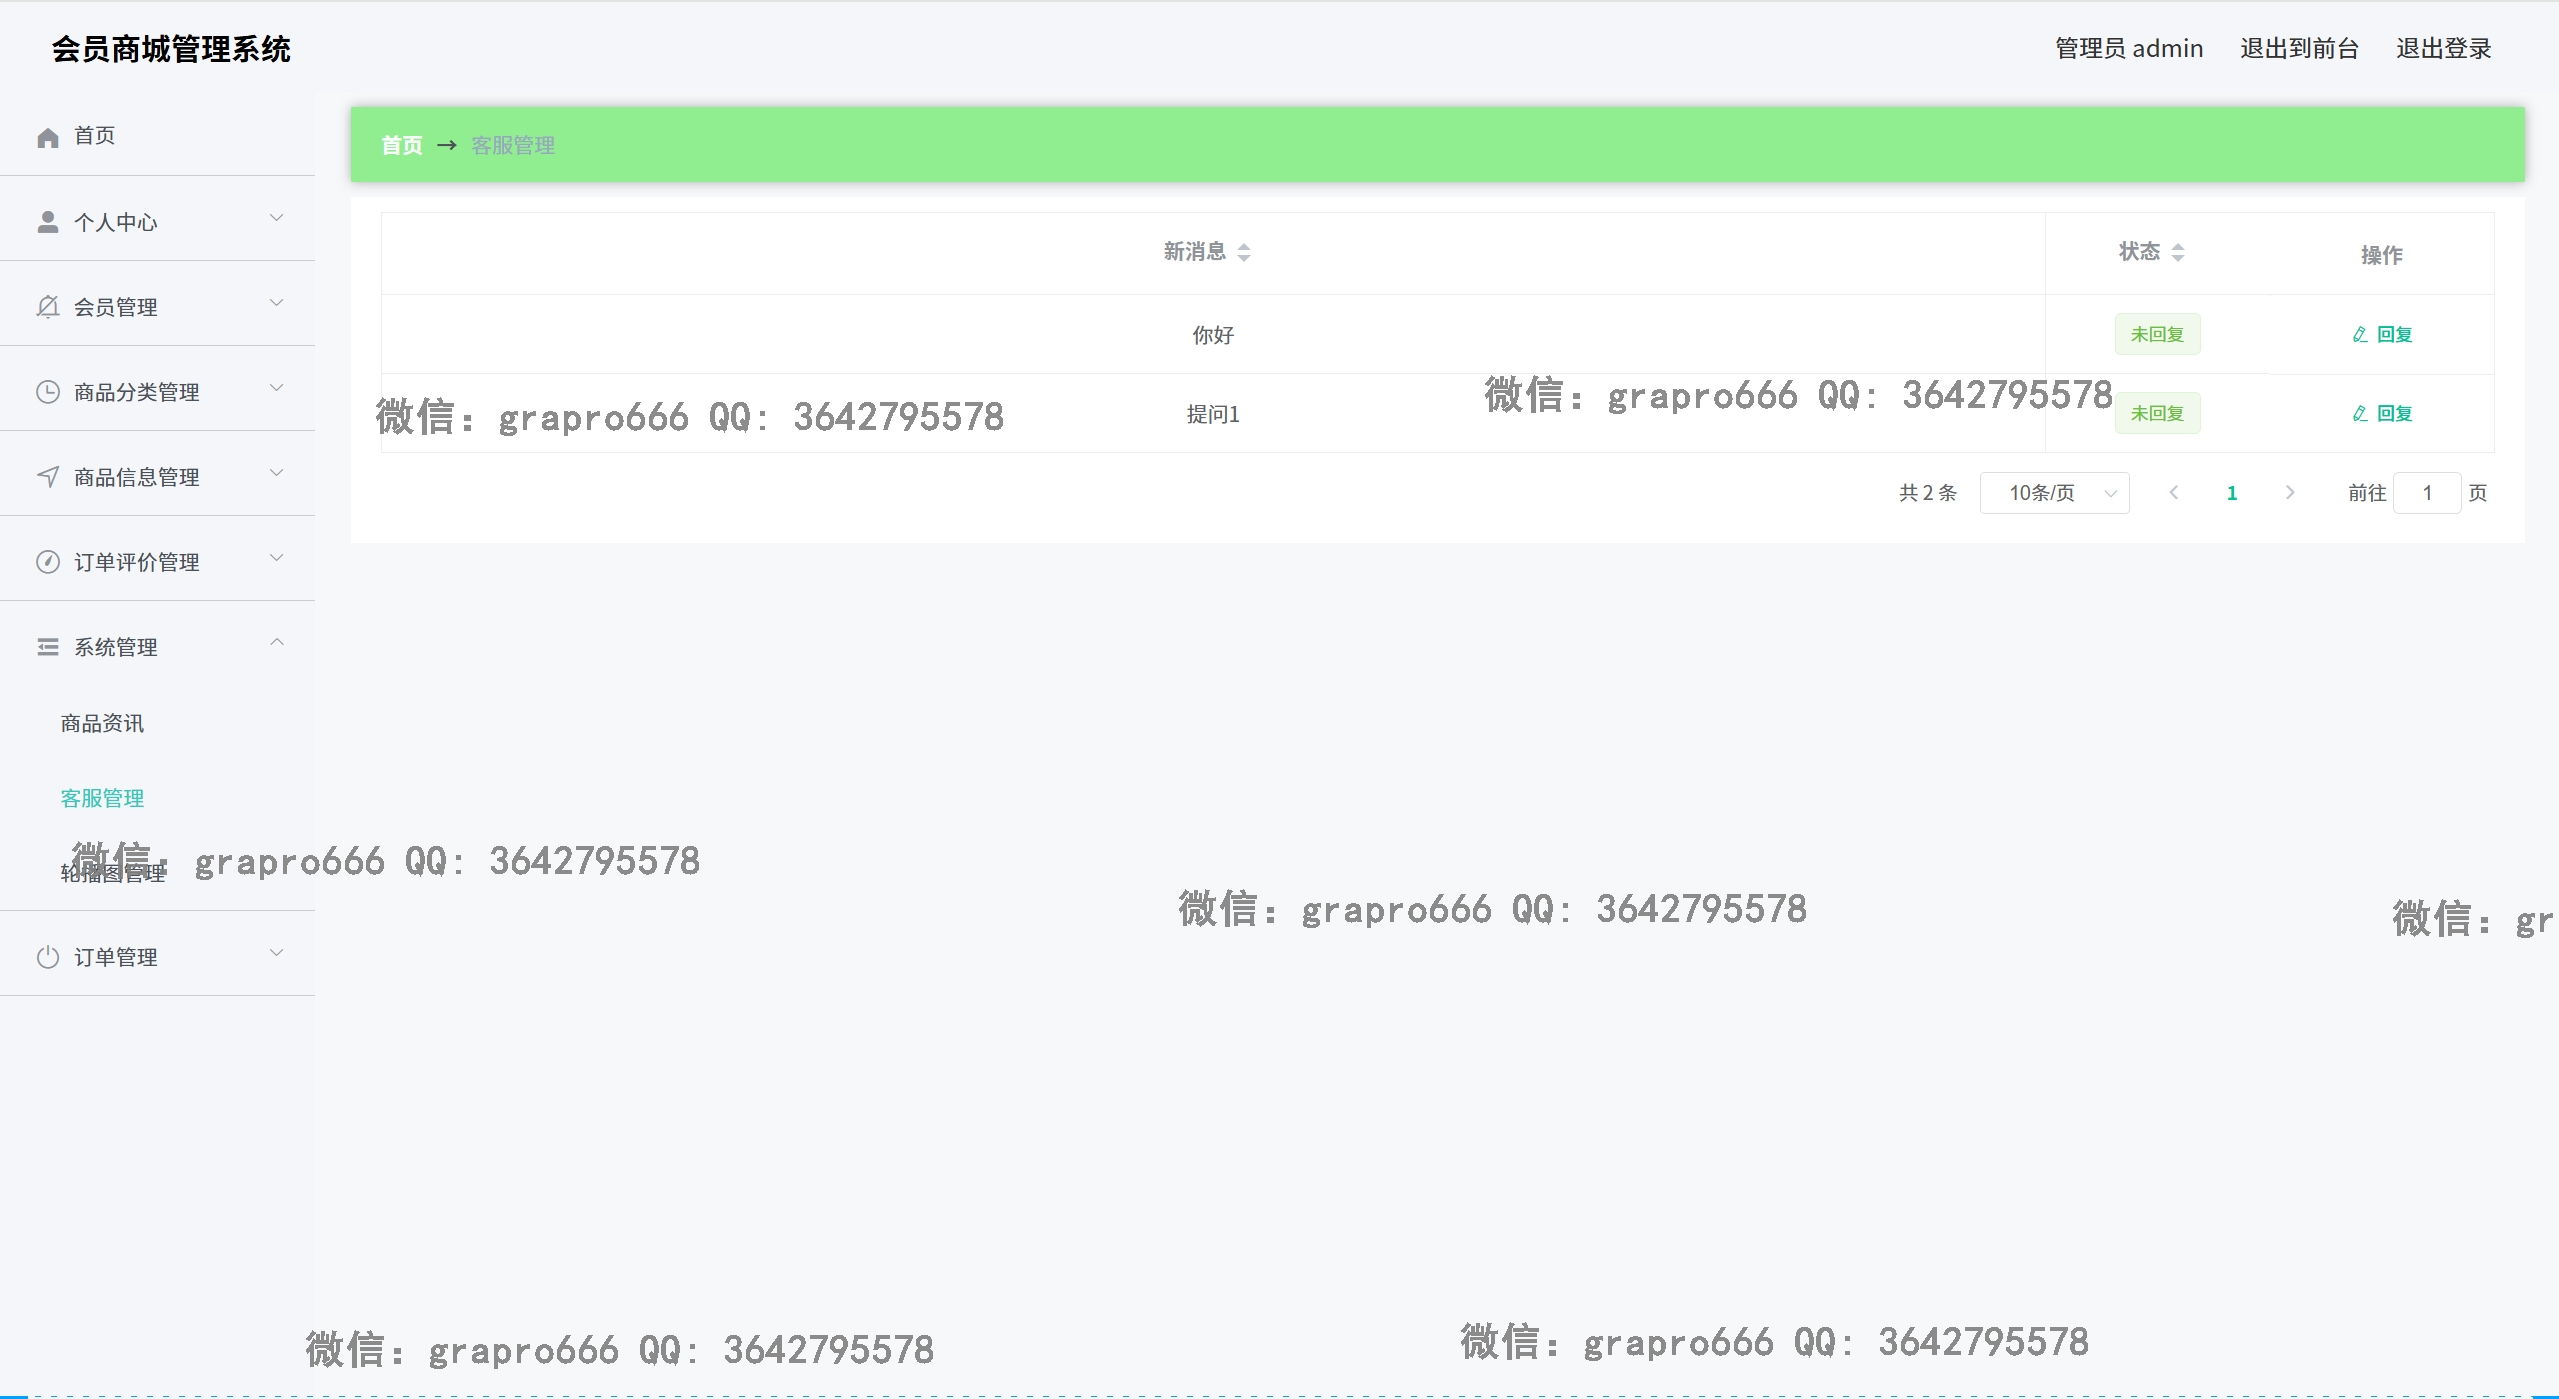 会员商城管理系统
管理员 admin 退出到前台 退出登录
首页
个人中心
会员管理
商品分类管理
商品信息管理
订单评价管理
系统管理
商品资讯
客服管理
轮播图管理
订单管理
首页 → 客服管理
新消息 状态 操作
你好 未回复 回复
提问1 未回复 回复
共 2 条 10条/页 1 前往 1 页
微信：grapro666 QQ: 3642795578
微信：grapro666 QQ: 3642795578
微信：grapro666 QQ: 3642795578
微信：grapro666 QQ: 3642795578
微信：gr
微信：grapro666 QQ: 3642795578
微信：grapro666 QQ: 3642795578